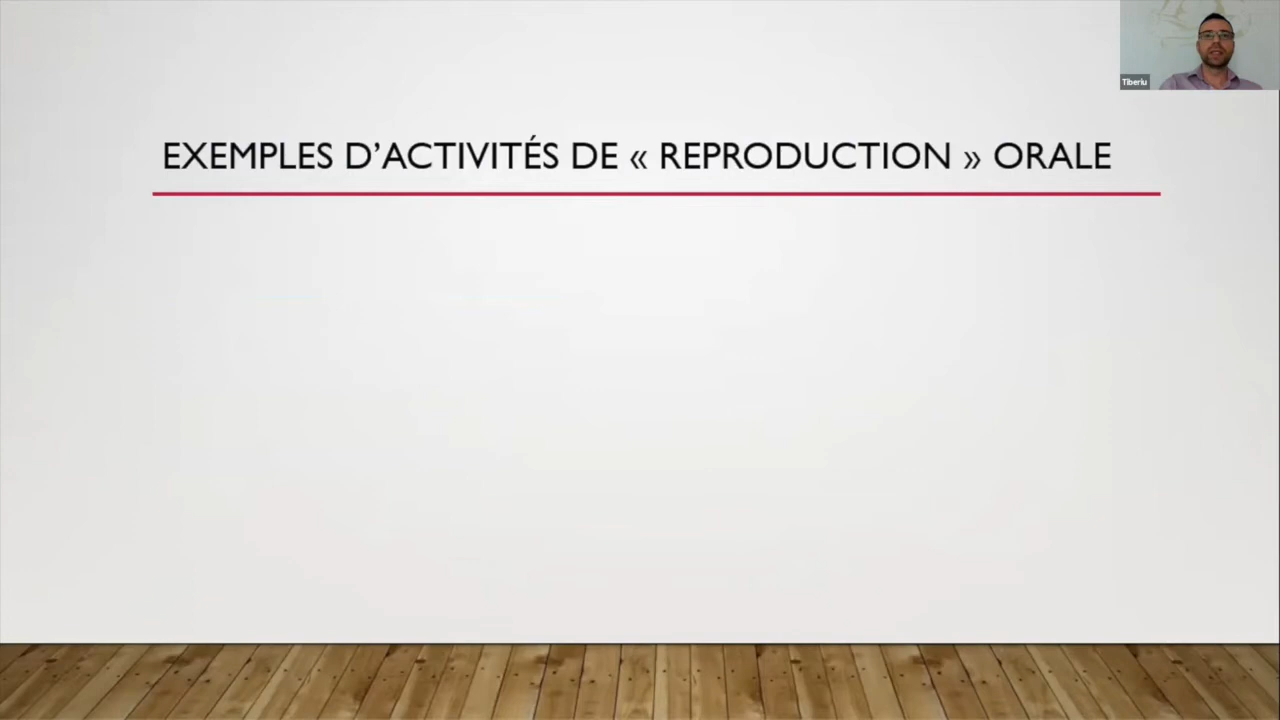 Tiberiu
EXEMPLES D’ACTIVITÉS DE « REPRODUCTION » ORALE